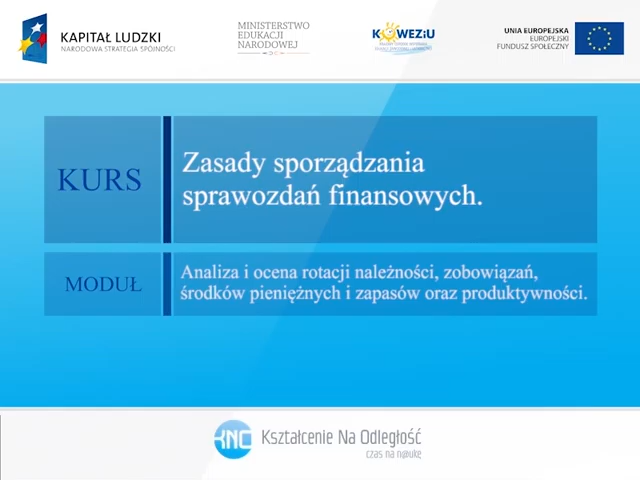 KAPITAŁ LUDZKI
NARODOWA STRATEGIA SPÓJNOŚCI
MINISTERSTWO
EDUKACJI
NARODOWEJ
KOWEZiU
UNIA EUROPEJSKA
EUROPEJSKI
FUNDUSZ SPOŁECZNY
KURS
Zasady sporządzania
sprawozdań finansowych.
MODUŁ
Analiza i ocena rotacji należności, zobowiązań,
środków pieniężnych i zapasów oraz produktywności.
KNO
Kształcenie Na Odległość
czas na naukę